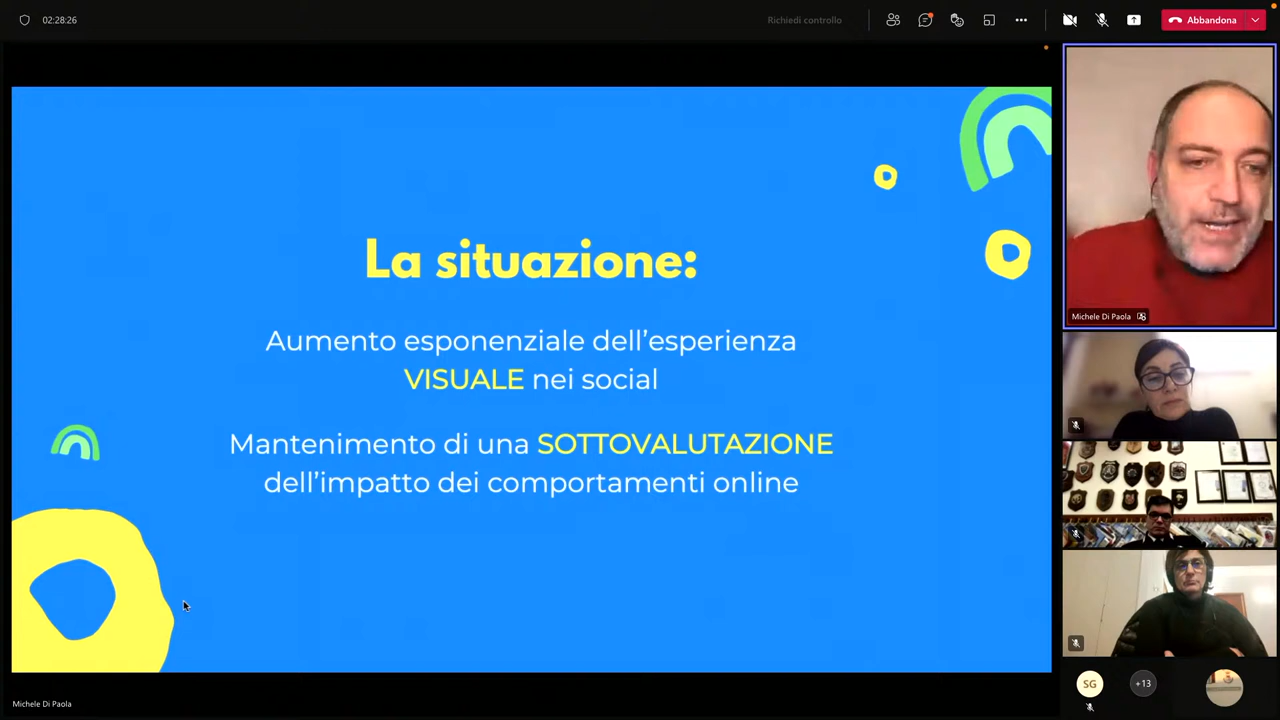 02:28:26
Richiedi controllo
Abbandona
La situazione:
Aumento esponenziale dell'esperienza
VISUALE nei social
Mantenimento di una SOTTOVALUTAZIONE
dell'impatto dei comportamenti online
Michele Di Paola
SG
+13
Michele Di Paola